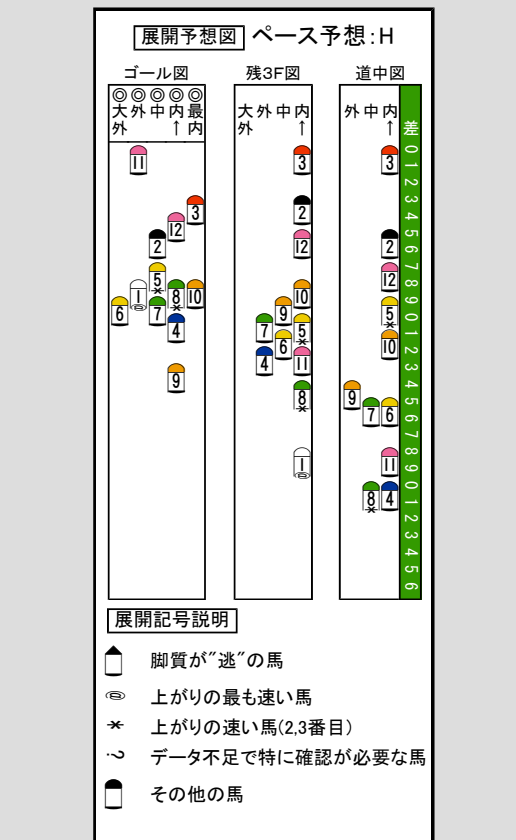 展開予想図 ペース予想:H
ゴール図 残3F図 道中図
◎◎◎◎◎
大外 外 中 内↑ 最内
大外 外 中 内↑
外 中 内↑ 差
0 1 2 3 4 5 6 7 8 9 0 1 2 3 4 5 6 7 8 9 0 1 2 3 4 5 6
11
3
12
2
5
1 8 10
6 7
4
9
3
2
12
10
9
7 5
6
4 11
8
1
3
2
12
5
10
9
7 6
11
8 4
展開記号説明
脚質が"逃"の馬
上がりの最も速い馬
上がりの速い馬(2,3番目)
? データ不足で特に確認が必要な馬
その他の馬